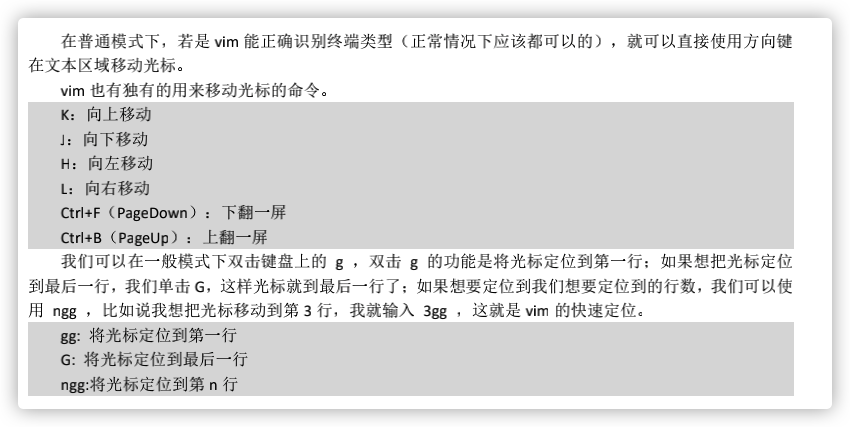 在普通模式下，若是 vim 能正确识别终端类型（正常情况下应该都可以的），就可以直接使用方向键
在文本区域移动光标。
vim 也有独有的用来移动光标的命令。
K：向上移动
J：向下移动
H：向左移动
L：向右移动
Ctrl+F（PageDown）：下翻一屏
Ctrl+B（PageUp）：上翻一屏
我们可以在一般模式下双击键盘上的 g ，双击 g 的功能是将光标定位到第一行；如果想把光标定位
到最后一行，我们单击 G，这样光标就到最后一行了；如果想要定位到我们想要定位到的行数，我们可以使
用 ngg ，比如说我想把光标移动到第 3 行，我就输入 3gg ，这就是 vim 的快速定位。
gg: 将光标定位到第一行
G: 将光标定位到最后一行
ngg:将光标定位到第 n 行